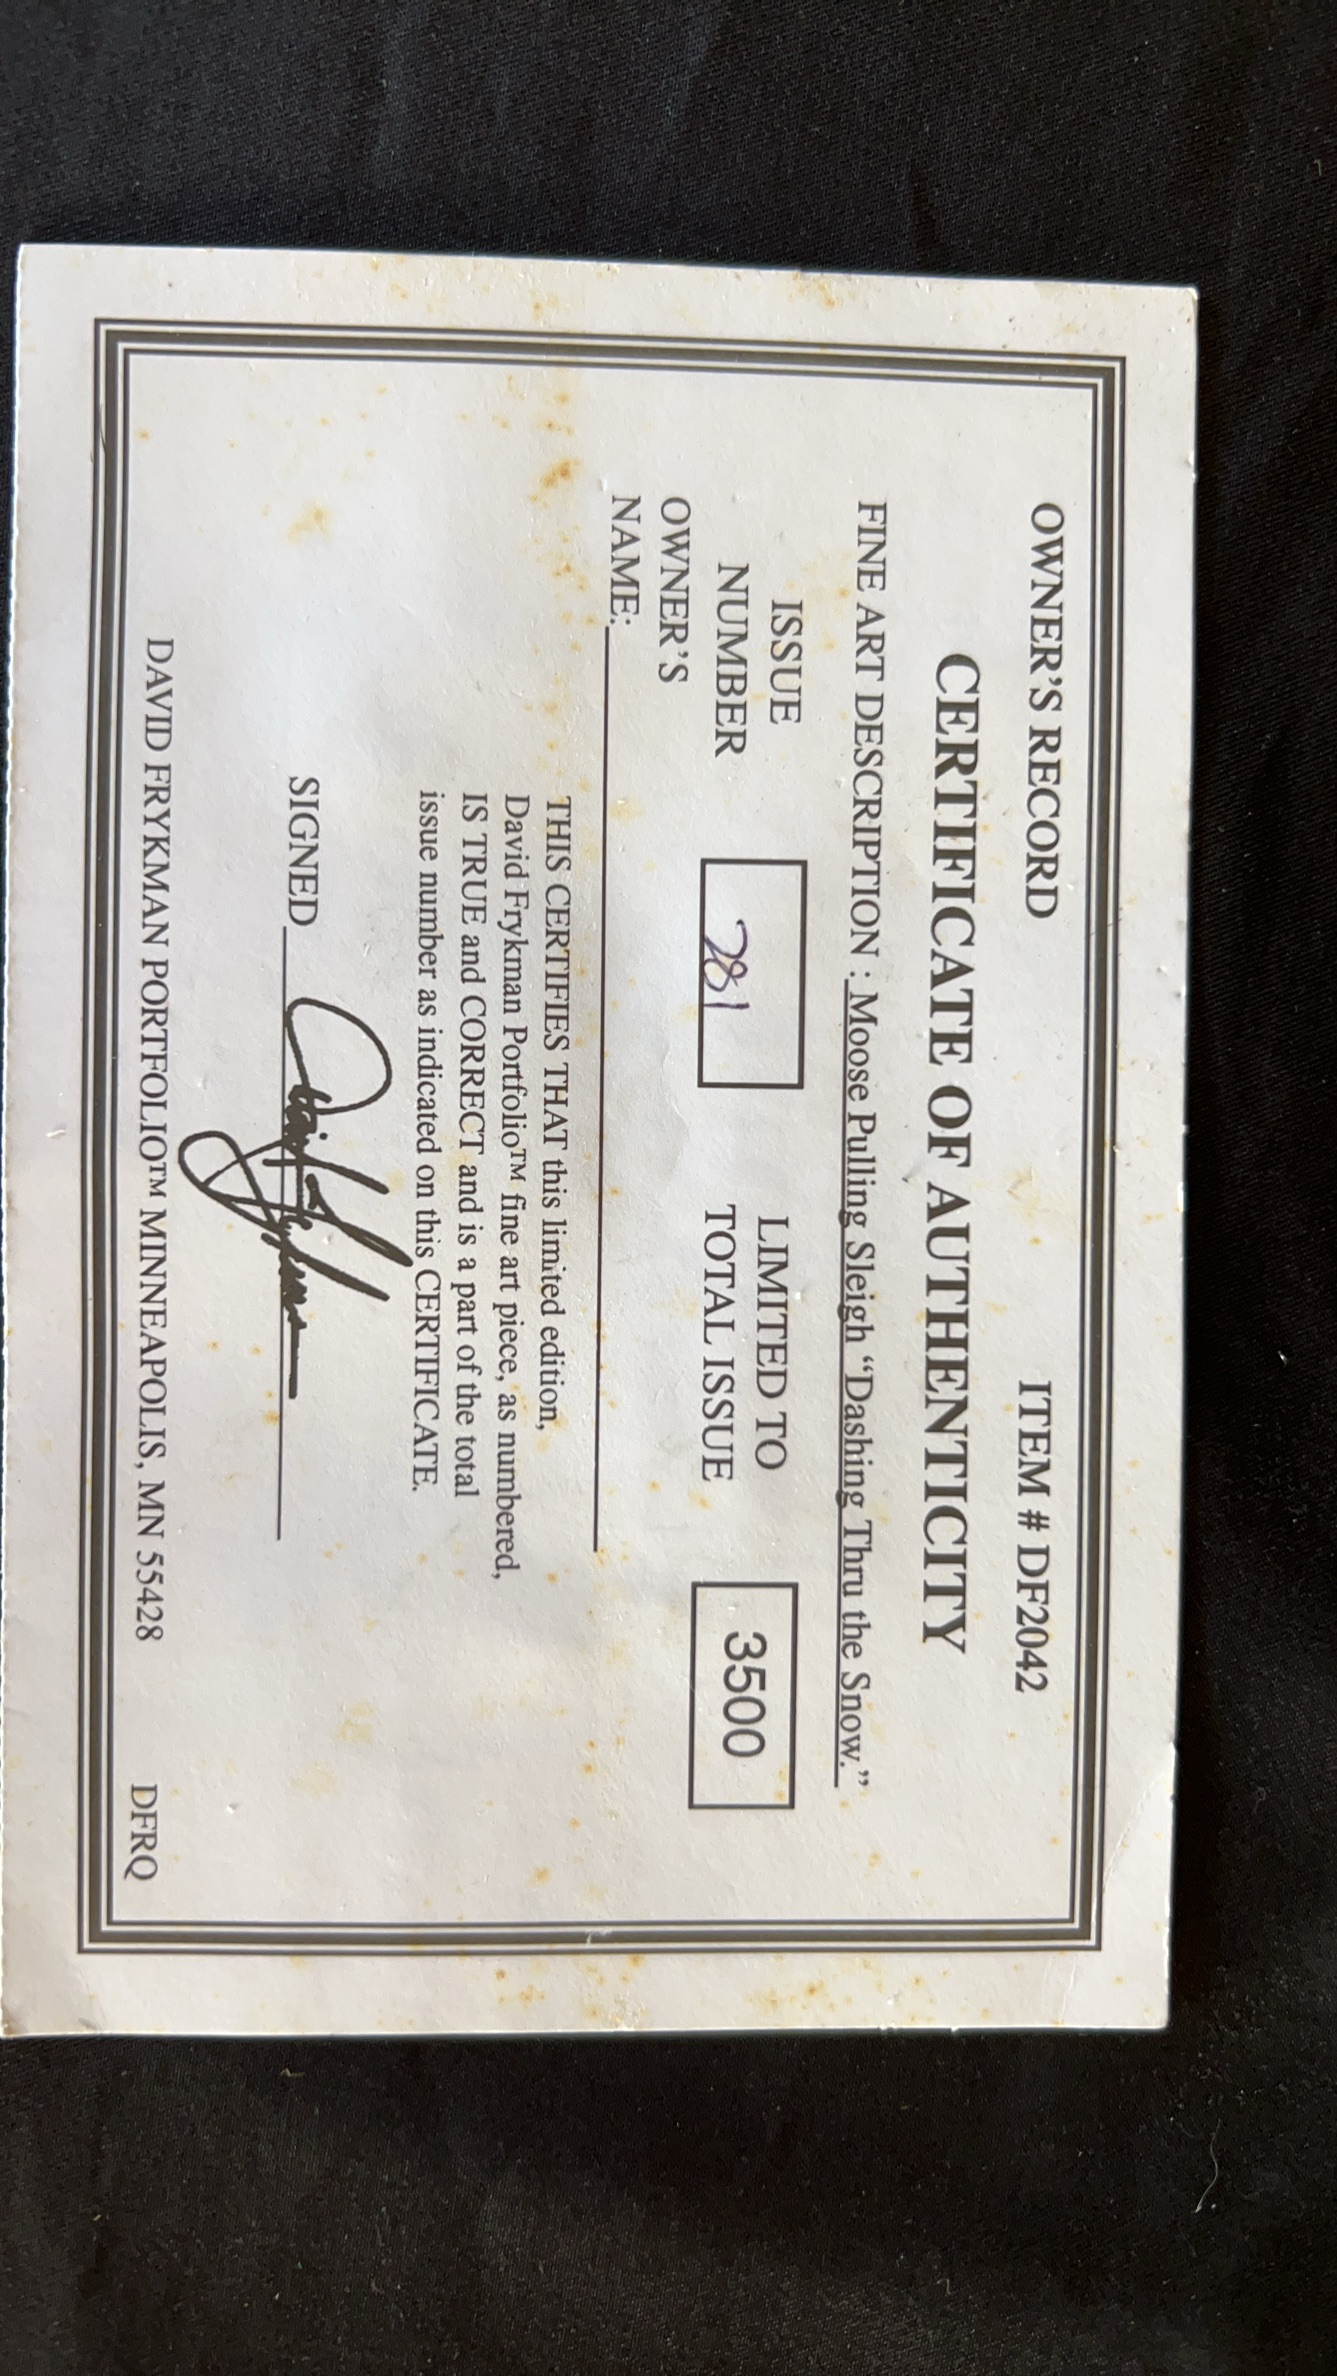 OWNER'S RECORD ITEM # DF2042
CERTIFICATE OF AUTHENTICITY
FINE ART DESCRIPTION : Moose Pulling Sleigh “Dashing Thru the Snow.”
ISSUE NUMBER 281 LIMITED TO TOTAL ISSUE 3500
OWNER'S
NAME:
THIS CERTIFIES THAT this limited edition,
David Frykman Portfolio™ fine art piece, as numbered,
IS TRUE and CORRECT and is a part of the total
issue number as indicated on this CERTIFICATE.
SIGNED David Frykman
DAVID FRYKMAN PORTFOLIO™ MINNEAPOLIS, MN 55428 DFRQ